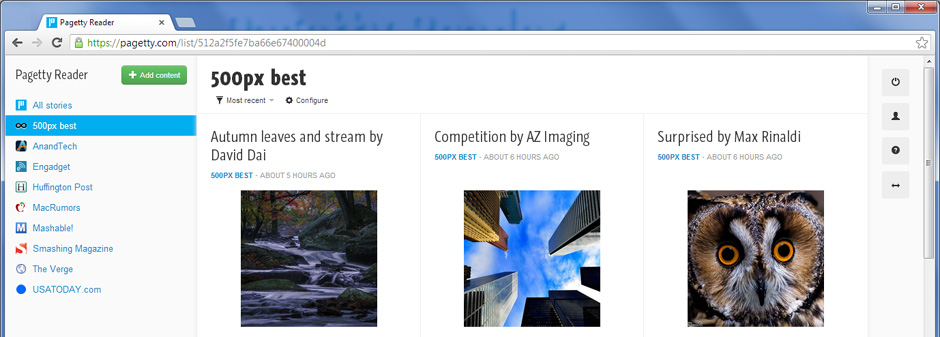 Pagetty Reader
https://pagetty.com/list/512a2f5fe7ba66e67400004d
Pagetty Reader
Add content
All stories
500px best
AnandTech
Engadget
Huffington Post
MacRumors
Mashable!
Smashing Magazine
The Verge
USATODAY.com
500px best
Most recent
Configure
Autumn leaves and stream by
David Dai
500PX BEST - ABOUT 5 HOURS AGO
Competition by AZ Imaging
500PX BEST - ABOUT 6 HOURS AGO
Surprised by Max Rinaldi
500PX BEST - ABOUT 6 HOURS AGO